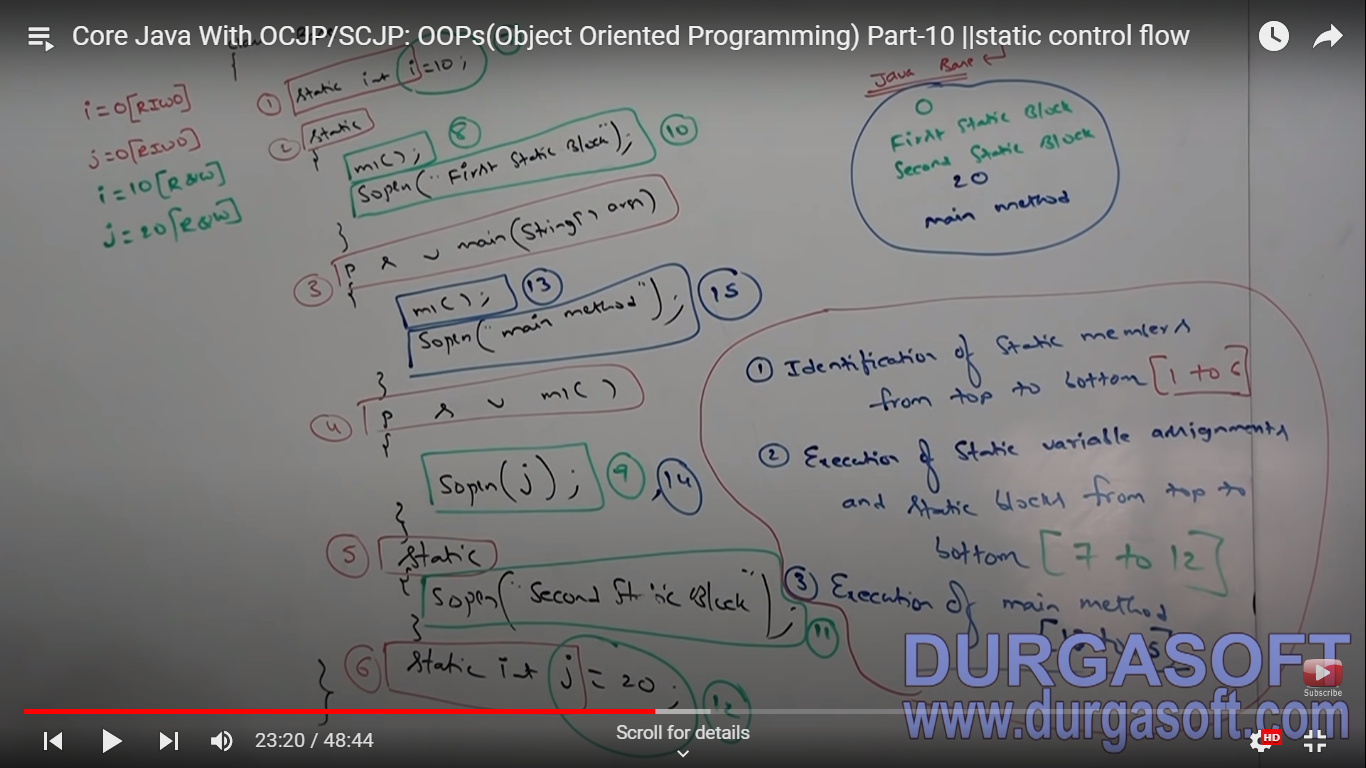 Core Java With OCJP/SCJP: OOPs(Object Oriented Programming) Part-10 ||static control flow
{
① static int i=10;
i=0[RIWO]
j=0[RIWO]
i=10[R&W]
j=20[R&W]
② static
{
m1(); ⑧
Sopln("First Static Block"); ⑩
}
③ p s v main(String[] args)
{
m1(); ⑬
Sopln("main method"); ⑮
}
④ p s v m1()
{
Sopln(j); ⑨, ⑭
}
⑤ static
{
Sopln("Second Static Block"); ⑪
}
⑥ static int j=20; ⑫
}
Java Base ↵
0
First Static Block
Second Static Block
20
main method
① Identification of static members
from top to bottom [1 to 6]
② Execution of static variable assignments
and static blocks from top to
bottom [7 to 12]
③ Execution of main method
DURGASOFT
www.durgasoft.com
Subscribe
23:20 / 48:44
Scroll for details
HD